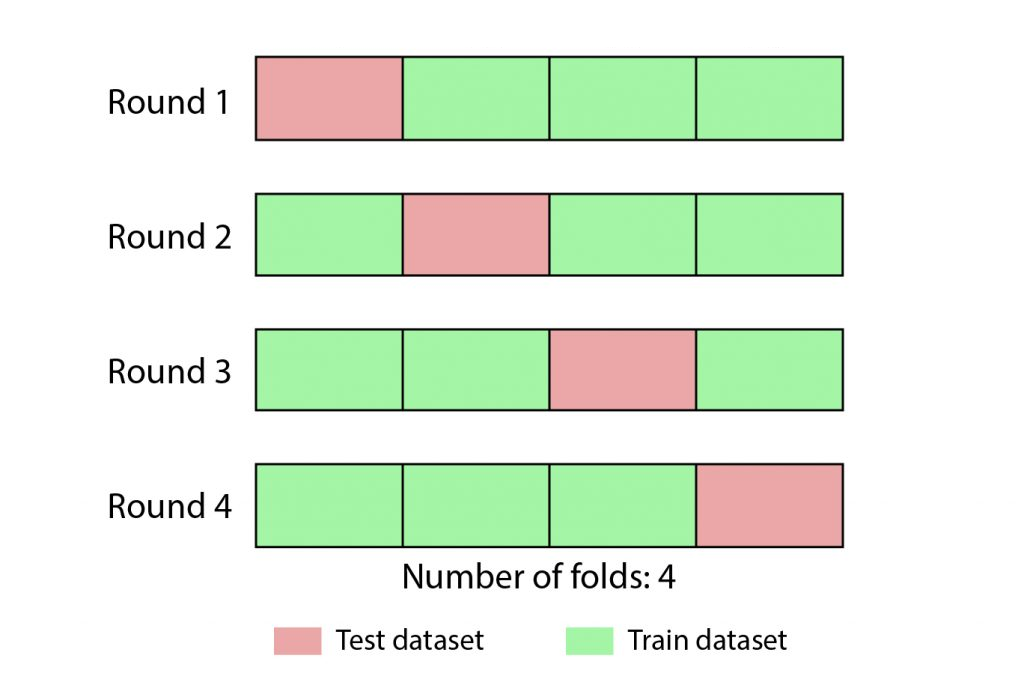 Round 1
Round 2
Round 3
Round 4
Number of folds: 4
Test dataset
Train dataset